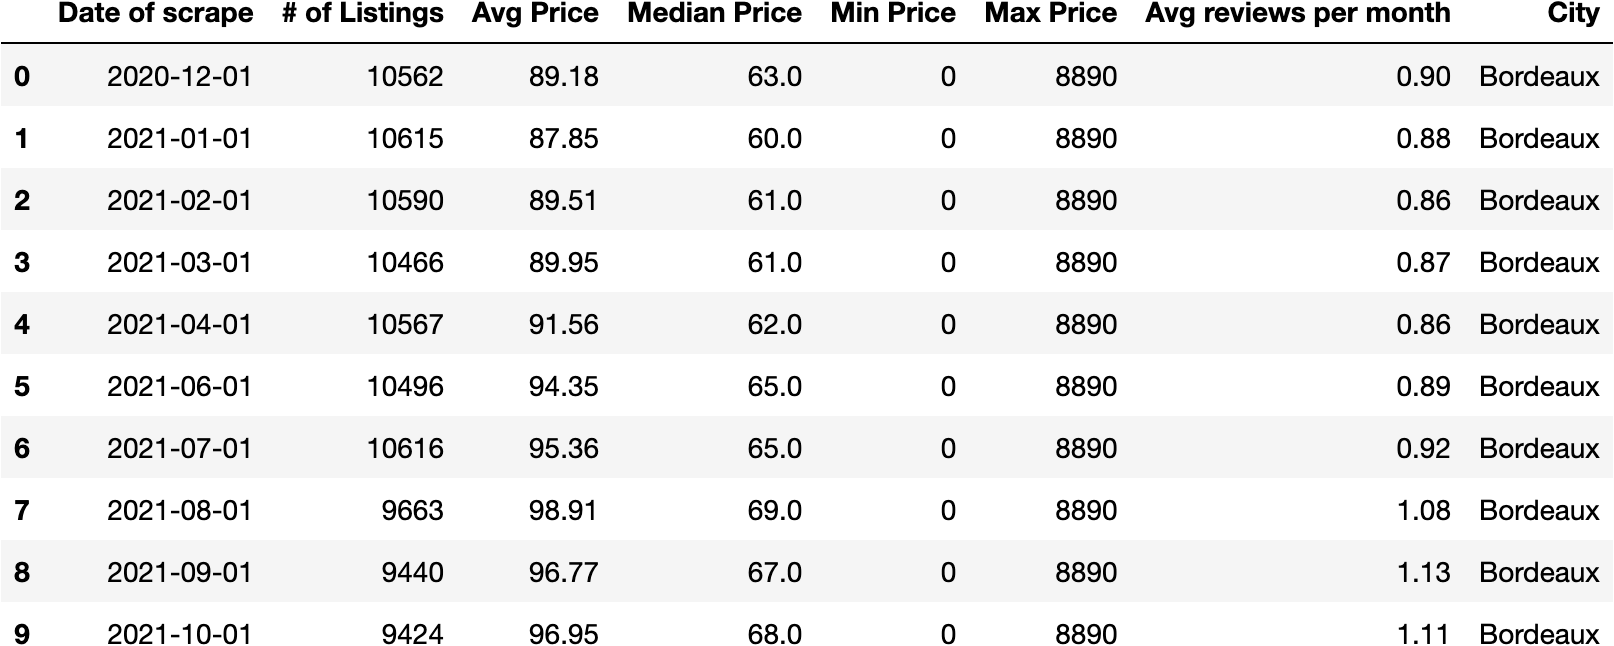 Date of scrape # of Listings Avg Price Median Price Min Price Max Price Avg reviews per month City
0 2020-12-01 10562 89.18 63.0 0 8890 0.90 Bordeaux
1 2021-01-01 10615 87.85 60.0 0 8890 0.88 Bordeaux
2 2021-02-01 10590 89.51 61.0 0 8890 0.86 Bordeaux
3 2021-03-01 10466 89.95 61.0 0 8890 0.87 Bordeaux
4 2021-04-01 10567 91.56 62.0 0 8890 0.86 Bordeaux
5 2021-06-01 10496 94.35 65.0 0 8890 0.89 Bordeaux
6 2021-07-01 10616 95.36 65.0 0 8890 0.92 Bordeaux
7 2021-08-01 9663 98.91 69.0 0 8890 1.08 Bordeaux
8 2021-09-01 9440 96.77 67.0 0 8890 1.13 Bordeaux
9 2021-10-01 9424 96.95 68.0 0 8890 1.11 Bordeaux